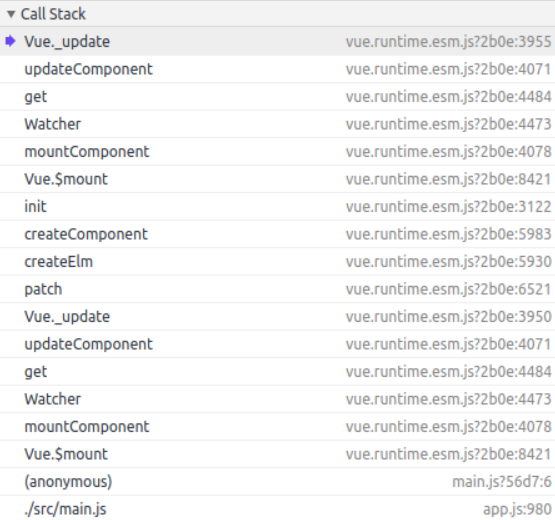 Call Stack
Vue._update vue.runtime.esm.js?2b0e:3955
updateComponent vue.runtime.esm.js?2b0e:4071
get vue.runtime.esm.js?2b0e:4484
Watcher vue.runtime.esm.js?2b0e:4473
mountComponent vue.runtime.esm.js?2b0e:4078
Vue.$mount vue.runtime.esm.js?2b0e:8421
init vue.runtime.esm.js?2b0e:3122
createComponent vue.runtime.esm.js?2b0e:5983
createElm vue.runtime.esm.js?2b0e:5930
patch vue.runtime.esm.js?2b0e:6521
Vue._update vue.runtime.esm.js?2b0e:3950
updateComponent vue.runtime.esm.js?2b0e:4071
get vue.runtime.esm.js?2b0e:4484
Watcher vue.runtime.esm.js?2b0e:4473
mountComponent vue.runtime.esm.js?2b0e:4078
Vue.$mount vue.runtime.esm.js?2b0e:8421
(anonymous) main.js?56d7:6
./src/main.js app.js:980